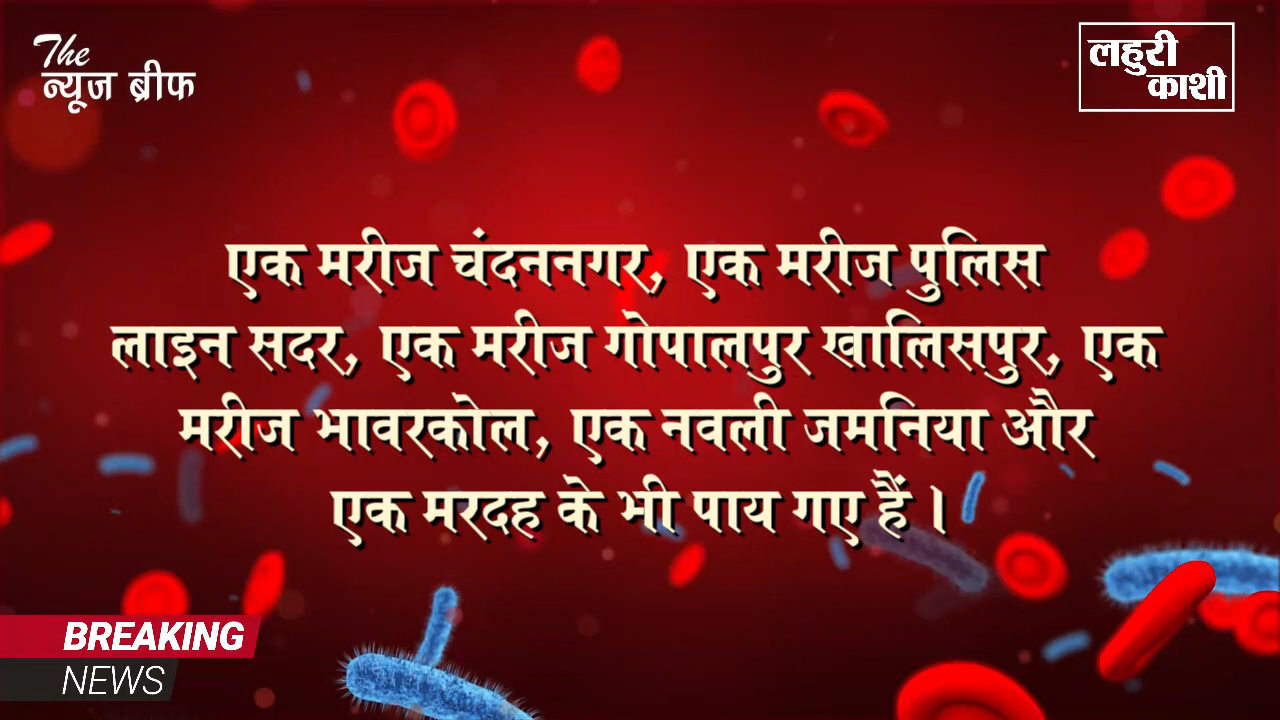 The
न्यूज ब्रीफ
लहुरी
काशी
एक मरीज चंदननगर, एक मरीज पुलिस
लाइन सदर, एक मरीज गोपालपुर खालिसपुर, एक
मरीज भावरकोल, एक नवली जमनिया और
एक मरदह के भी पाय गए हैं।
BREAKING
NEWS